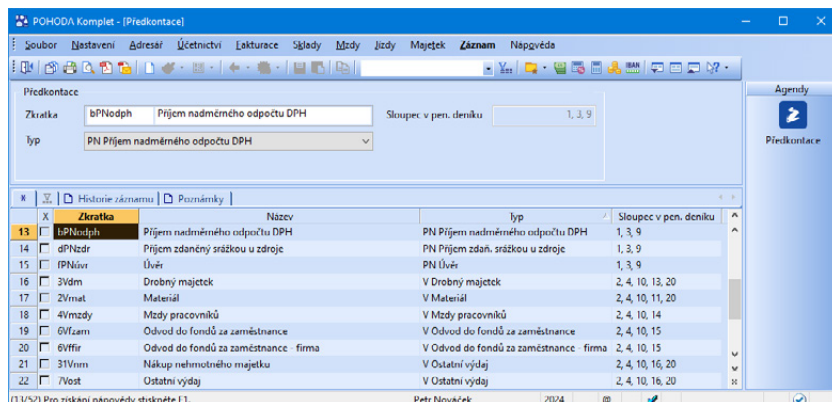 POHODA Komplet - [Předkontace]
Soubor Nastavení Adresář Účetnictví Fakturace Sklady Mzdy Jízdy Majetek Záznam Nápověda
IBAN
Předkontace
Zkratka bPNodph Příjem nadměrného odpočtu DPH Sloupec v pen. deníku 1, 3, 9
Typ PN Příjem nadměrného odpočtu DPH
Agendy
Předkontace
X Historie záznamu Poznámky
X Zkratka Název Typ Sloupec v pen. deníku
13 bPNodph Příjem nadměrného odpočtu DPH PN Příjem nadměrného odpočtu DPH 1, 3, 9
14 dPNzdr Příjem zdaněný srážkou u zdroje PN Příjem zdaň. srážkou u zdroje 1, 3, 9
15 fPNúvr Úvěr PN Úvěr 1, 3, 9
16 3Vdm Drobný majetek V Drobný majetek 2, 4, 10, 13, 20
17 2Vmat Materiál V Materiál 2, 4, 10, 11, 20
18 4Vmzdy Mzdy pracovníků V Mzdy pracovníků 2, 4, 10, 14
19 6Vfzam Odvod do fondů za zaměstnance V Odvod do fondů za zaměstnance 2, 4, 10, 15
20 6Vffir Odvod do fondů za zaměstnance - firma V Odvod do fondů za zaměstnance - firma 2, 4, 10, 15
21 31Vnm Nákup nehmotného majetku V Ostatní výdaj 2, 4, 10, 16, 20
22 7Vost Ostatní výdaj V Ostatní výdaj 2, 4, 10, 16, 20
(13/52) Pro získání nápovědy stiskněte F1. Petr Nováček 2024 @